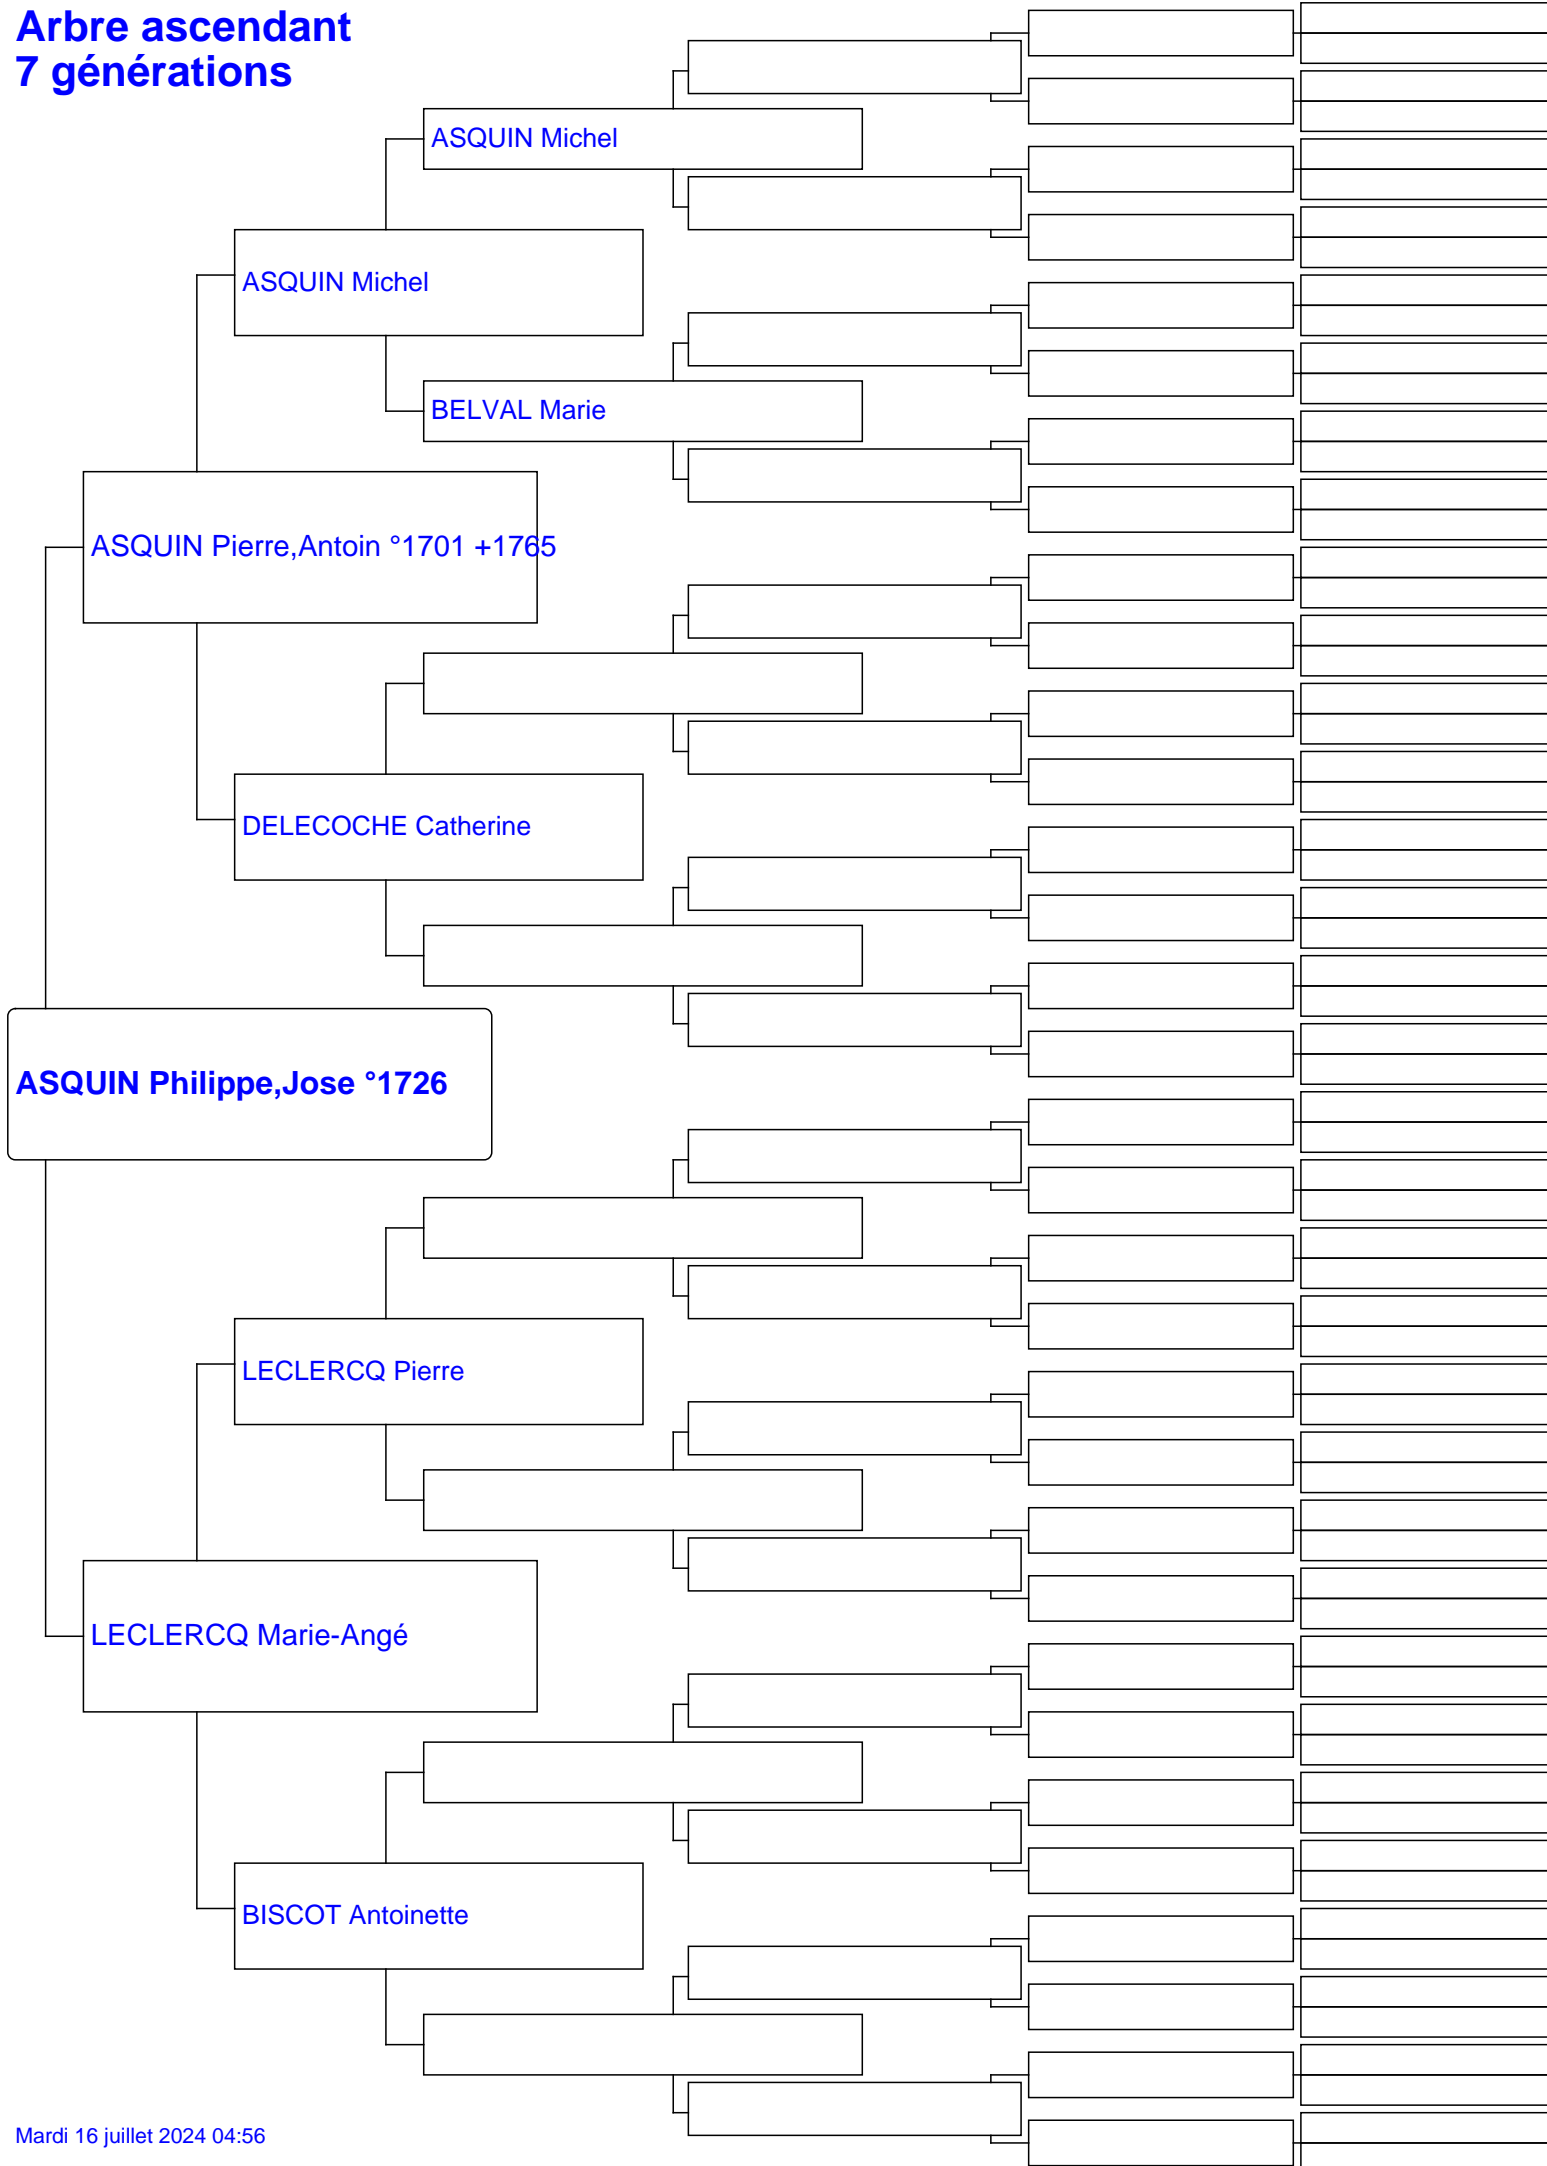 Arbre ascendant
7 générations
ASQUIN Michel
ASQUIN Michel
BELVAL Marie
ASQUIN Pierre,Antoin °1701 +1765
DELECOCHE Catherine
ASQUIN Philippe,Jose °1726
LECLERCQ Pierre
LECLERCQ Marie-Angé
BISCOT Antoinette
Mardi 16 juillet 2024 04:56